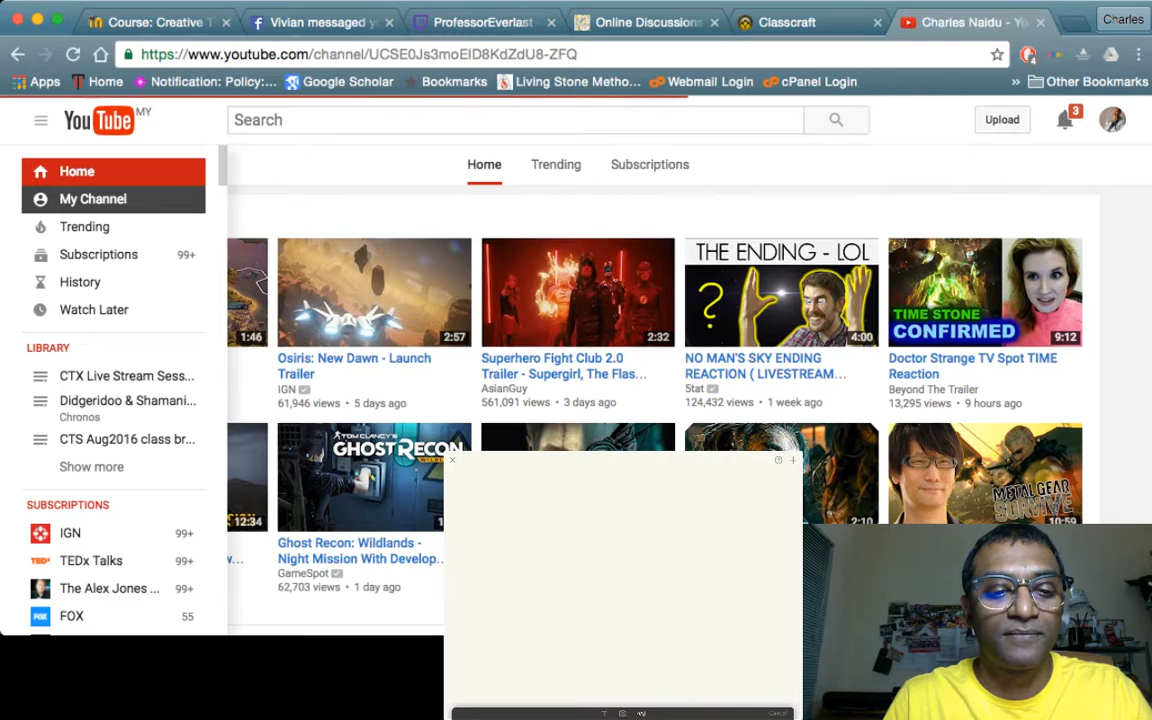 Course: Creative T
Vivian messaged y
ProfessorEverlast
Online Discussions
Classcraft
Charles Naidu - Yo
Charles
https://www.youtube.com/channel/UCSE0Js3moEID8KdZdU8-ZFQ
Apps
Home
Notification: Policy:...
Google Scholar
Bookmarks
Living Stone Metho...
Webmail Login
cPanel Login
»
Other Bookmarks
YouTube MY
Search
Upload
3
Home
Trending
Subscriptions
Home
My Channel
Trending
Subscriptions 99+
History
Watch Later
LIBRARY
CTX Live Stream Sess...
Didgeridoo & Shamani...
Chronos
CTS Aug2016 class br...
Show more
SUBSCRIPTIONS
IGN 99+
TEDx Talks 99+
The Alex Jones ... 99+
FOX 55
1:46
2:57
Osiris: New Dawn - Launch
Trailer
IGN
61,946 views • 5 days ago
2:32
Superhero Fight Club 2.0
Trailer - Supergirl, The Flas...
AsianGuy
561,091 views • 3 days ago
THE ENDING - LOL
?
4:00
NO MAN'S SKY ENDING
REACTION ( LIVESTREAM...
5tat
124,432 views • 1 week ago
TIME STONE
CONFIRMED
9:12
Doctor Strange TV Spot TIME
Reaction
Beyond The Trailer
13,295 views • 9 hours ago
12:34
w...
TOM CLANCY'S
GHOST RECON
Ghost Recon: Wildlands -
Night Mission With Develop...
GameSpot
62,703 views • 1 day ago
2:10
METAL GEAR
SURVIVE
10:59
Cancel